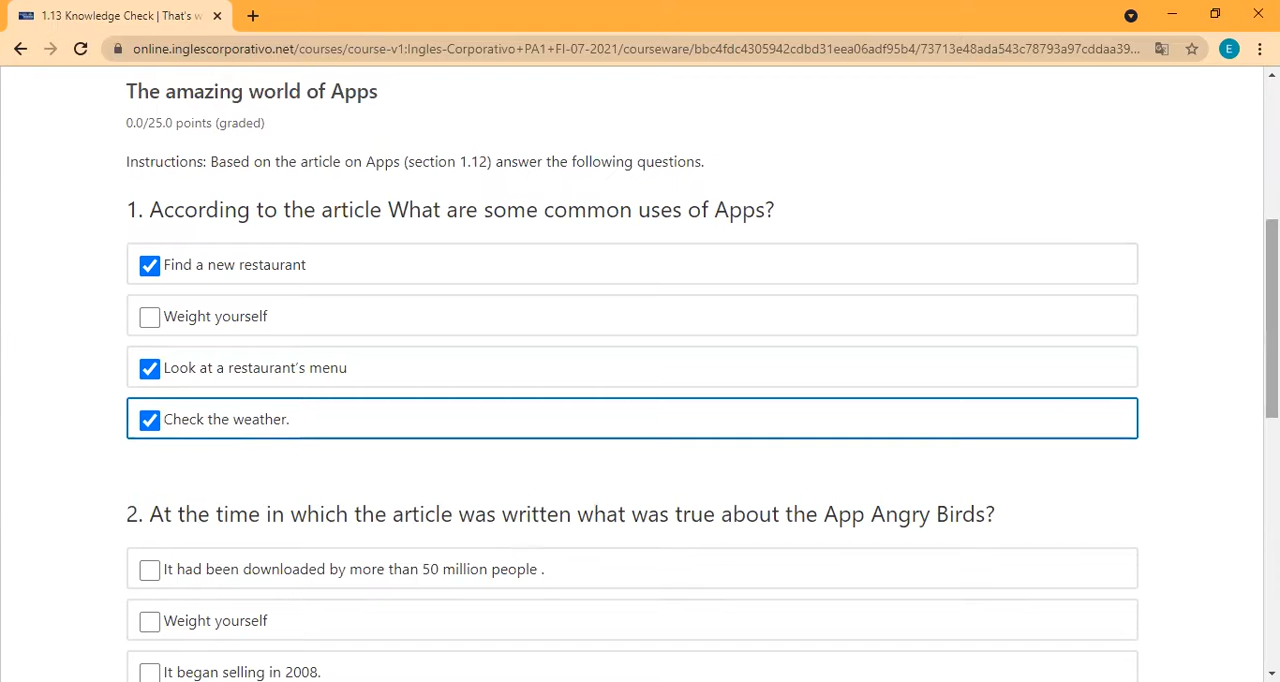 1.13 Knowledge Check | That's w
online.inglescorporativo.net/courses/course-v1:Ingles-Corporativo+PA1+FI-07-2021/courseware/bbc4fdc4305942cdbd31eea06adf95b4/73713e48ada543c78793a97cddaa39...
E
The amazing world of Apps
0.0/25.0 points (graded)
Instructions: Based on the article on Apps (section 1.12) answer the following questions.
1. According to the article What are some common uses of Apps?
Find a new restaurant
Weight yourself
Look at a restaurant's menu
Check the weather.
2. At the time in which the article was written what was true about the App Angry Birds?
It had been downloaded by more than 50 million people .
Weight yourself
It began selling in 2008.